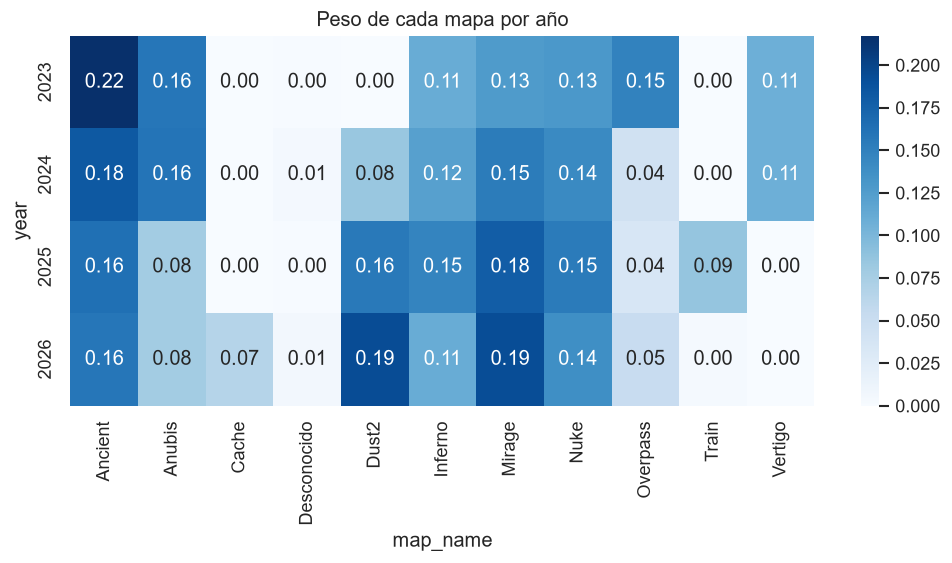 Peso de cada mapa por año
year
2023
0.22 0.16 0.00 0.00 0.00 0.11 0.13 0.13 0.15 0.00 0.11
2024
0.18 0.16 0.00 0.01 0.08 0.12 0.15 0.14 0.04 0.00 0.11
2025
0.16 0.08 0.00 0.00 0.16 0.15 0.18 0.15 0.04 0.09 0.00
2026
0.16 0.08 0.07 0.01 0.19 0.11 0.19 0.14 0.05 0.00 0.00
Ancient
Anubis
Cache
Desconocido
Dust2
Inferno
Mirage
Nuke
Overpass
Train
Vertigo
map_name
0.200
0.175
0.150
0.125
0.100
0.075
0.050
0.025
0.000